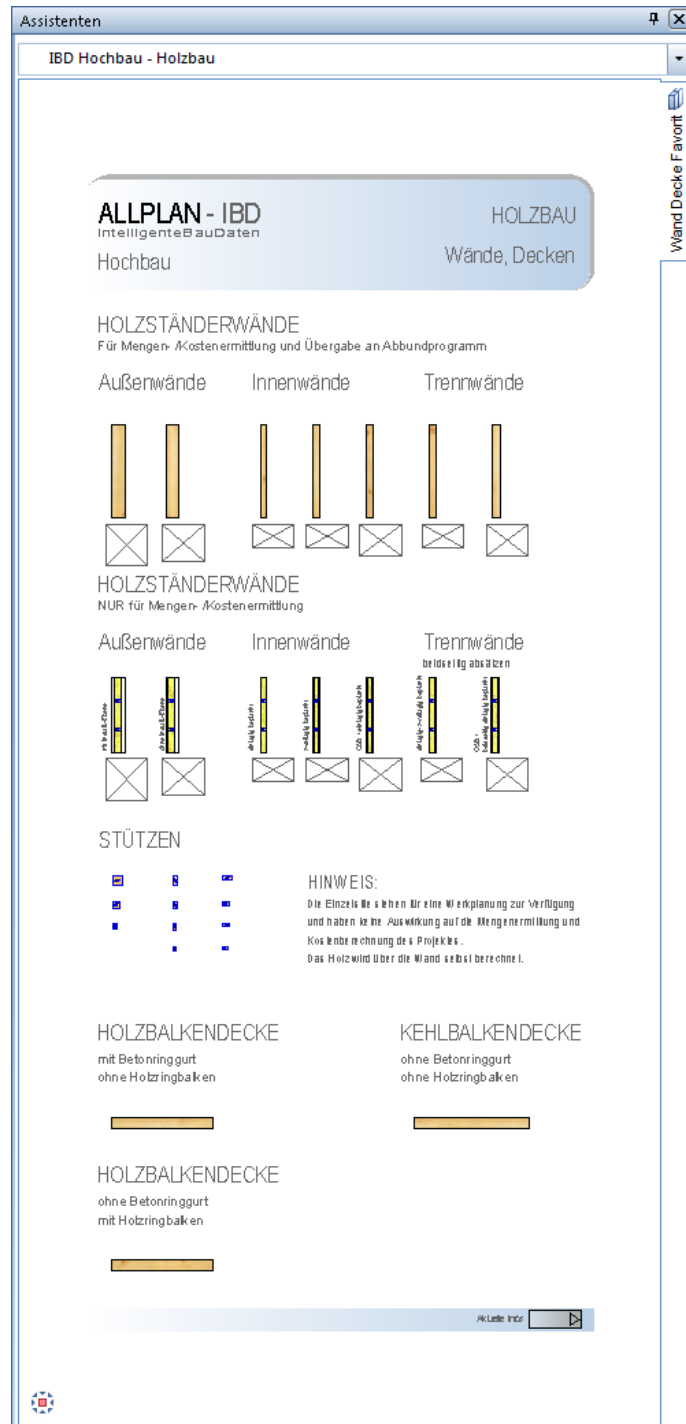 Assistenten
IBD Hochbau - Holzbau
Wand Decke Favorit
ALLPLAN - IBD
IntelligenteBauDaten
Hochbau
HOLZBAU
Wände, Decken
HOLZSTÄNDERWÄNDE
Für Mengen- /Kostenermittlung und Übergabe an Abbundprogramm
Außenwände Innenwände Trennwände
HOLZSTÄNDERWÄNDE
NUR für Mengen- /Kostenermittlung
Außenwände Innenwände Trennwände
beidseitig absätzen
STÜTZEN
HINWEIS:
Die Einzelstile stehen für eine Werkplanung zur Verfügung
und haben keine Auswirkung auf die Mengenermittlung und
Kostenberechnung des Projektes.
Das Holz wird über die Wand selbst berechnet.
HOLZBALKENDECKE
mit Betonringgurt
ohne Holzringbalken
KEHLBALKENDECKE
ohne Betonringgurt
ohne Holzringbalken
HOLZBALKENDECKE
ohne Betonringgurt
mit Holzringbalken
Aktuelle Infos